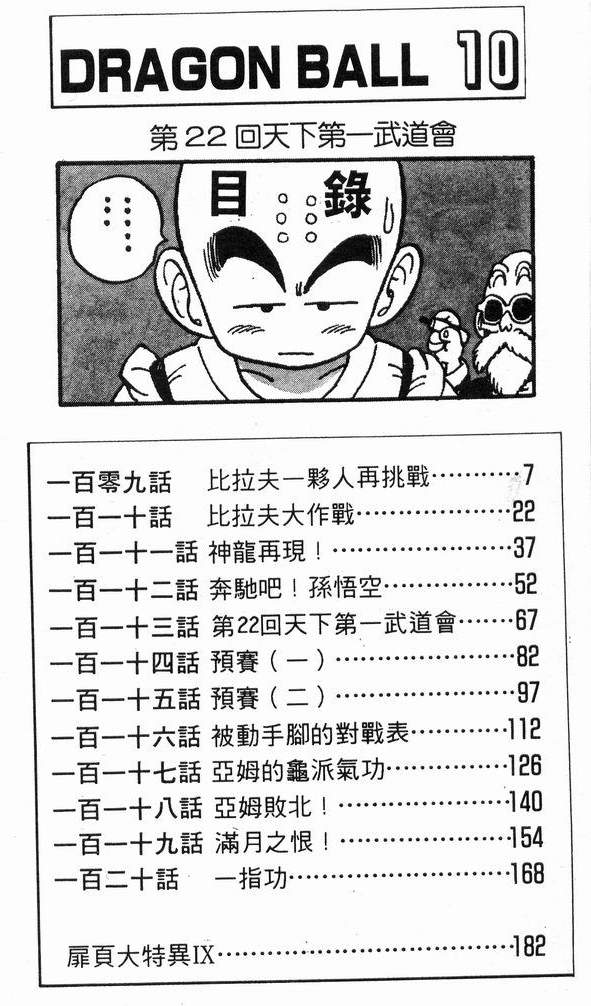 DRAGON BALL 10
第22回天下第一武道會
目錄
一百零九話 比拉夫一夥人再挑戰…………7
一百一十話 比拉夫大作戰…………………22
一百一十一話 神龍再現！…………………37
一百一十二話 奔馳吧！孫悟空……………52
一百一十三話 第22回天下第一武道會……67
一百一十四話 預賽（一）…………………82
一百一十五話 預賽（二）…………………97
一百一十六話 被動手腳的對戰表…………112
一百一十七話 亞姆的龜派氣功……………126
一百一十八話 亞姆敗北！…………………140
一百一十九話 滿月之恨！…………………154
一百二十話 一指功…………………………168
扉頁大特異IX………………………………182